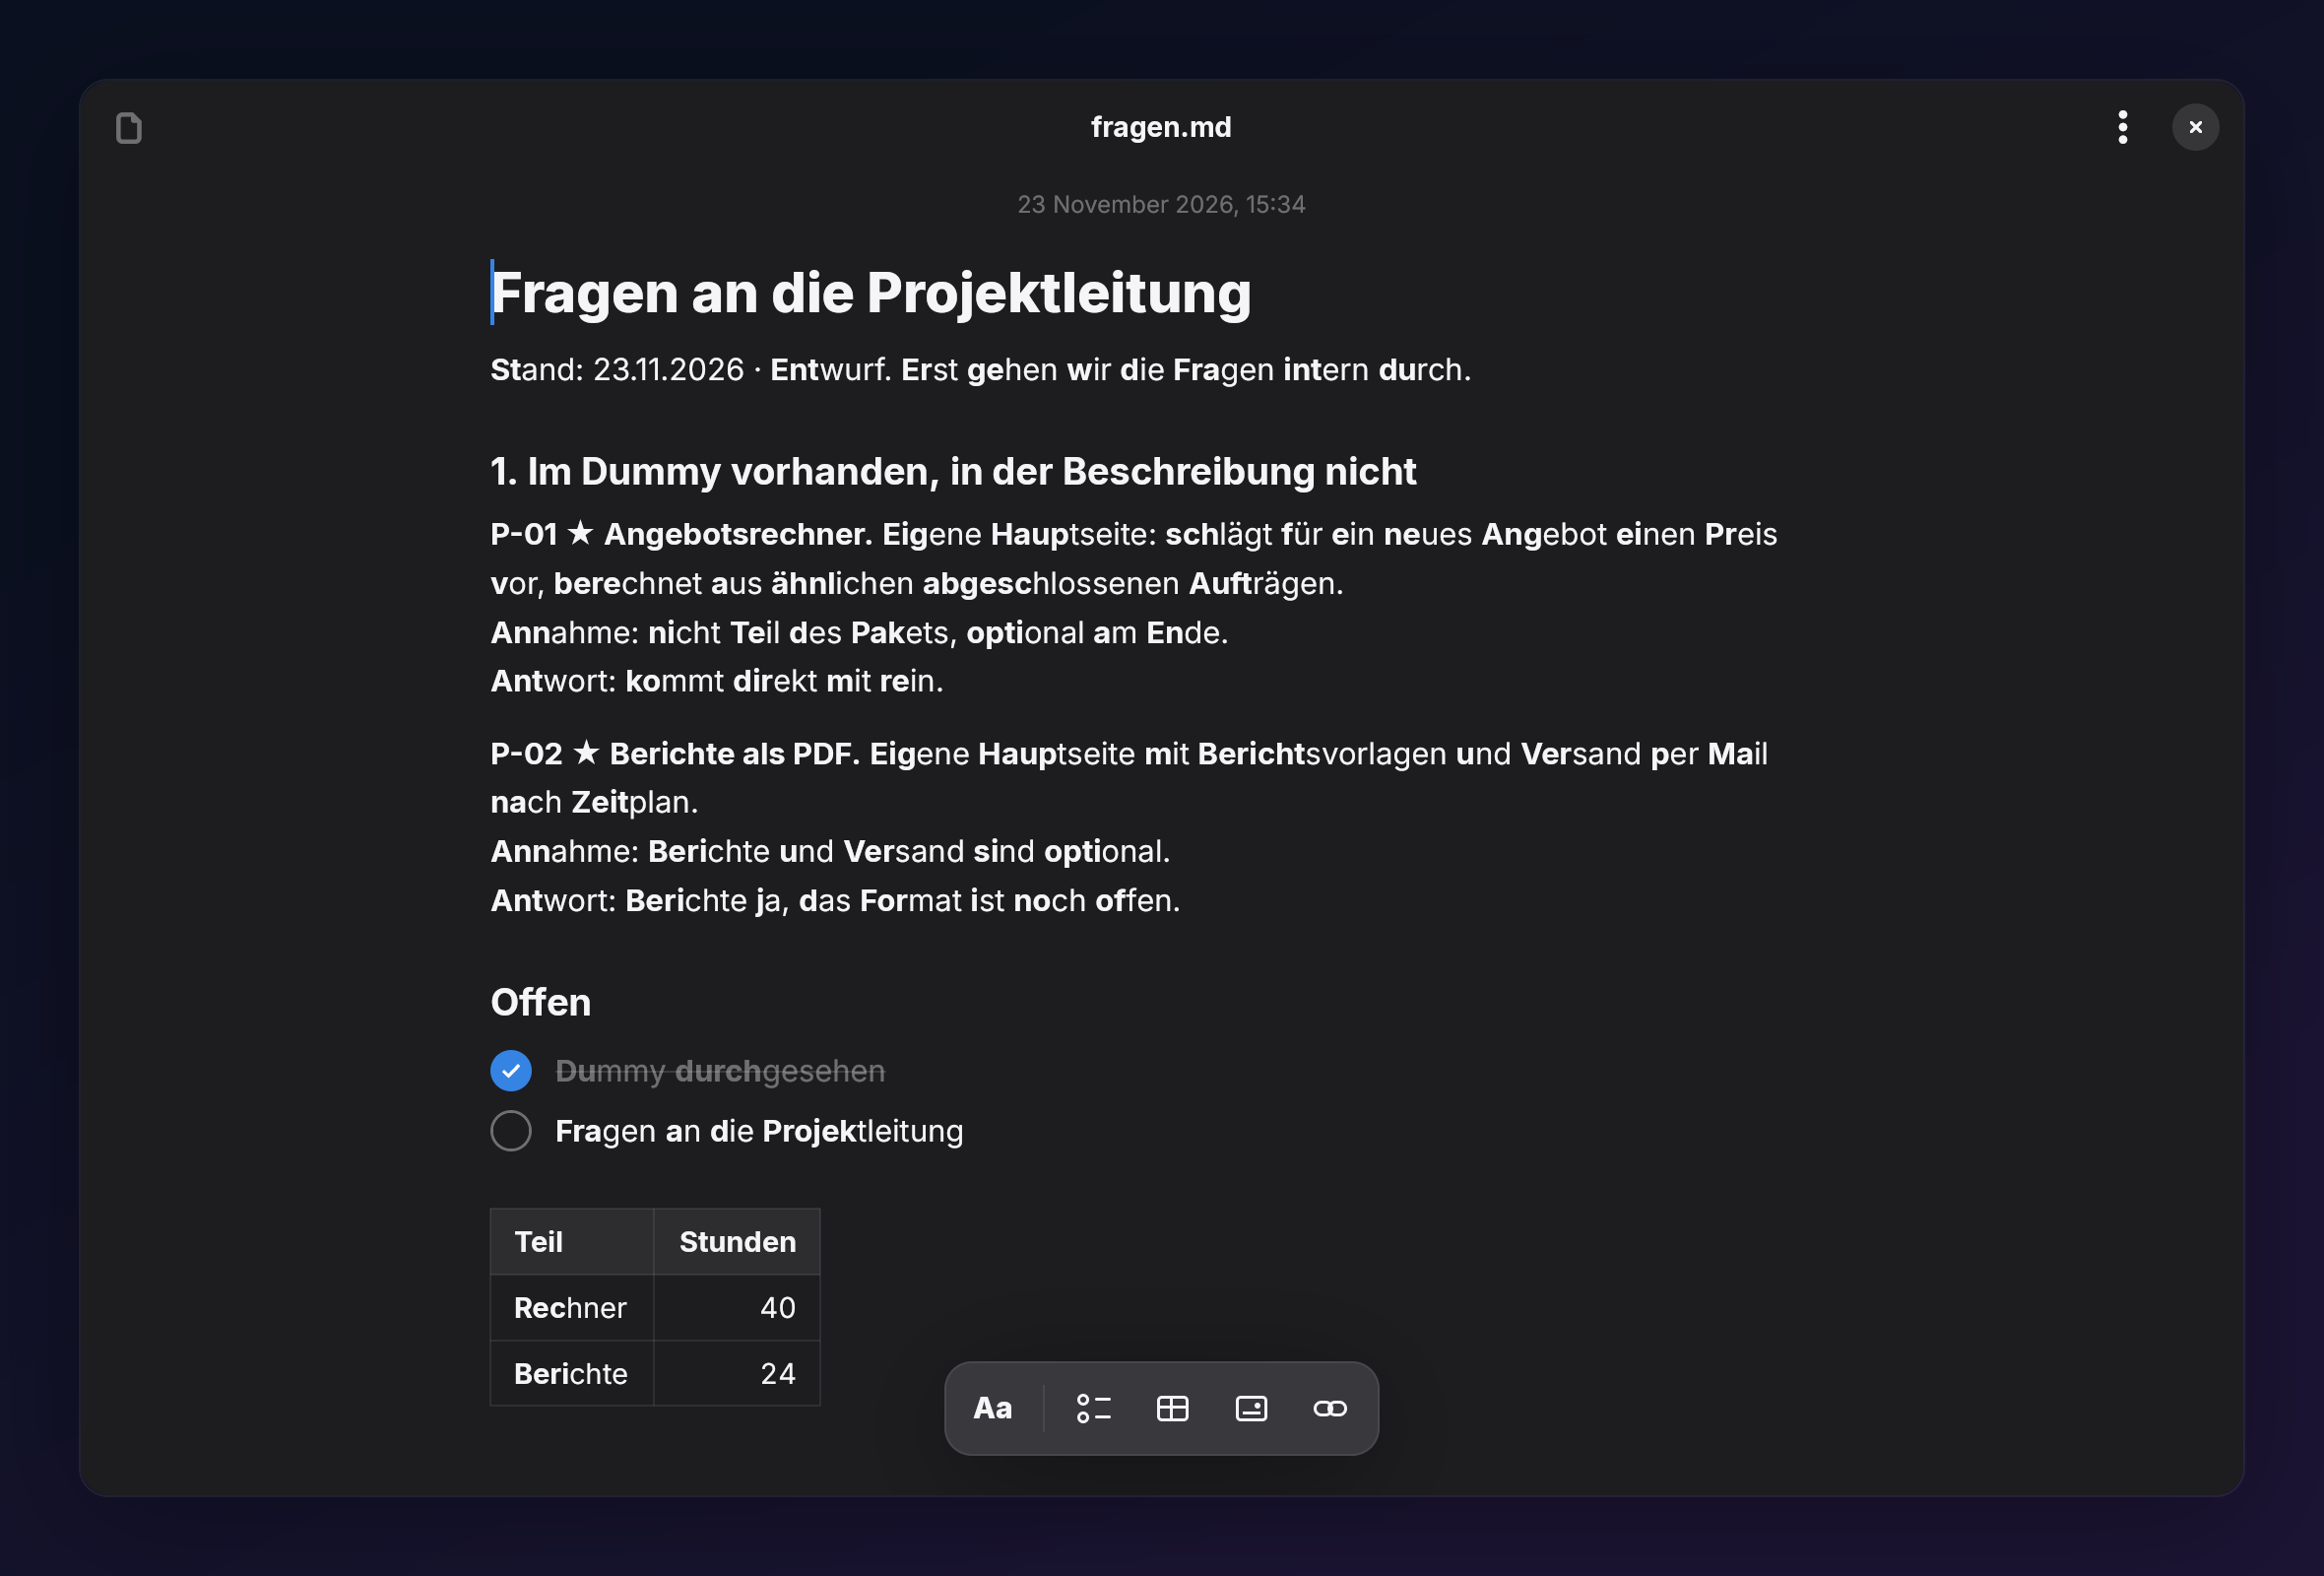 fragen.md
23 November 2026, 15:34
Fragen an die Projektleitung
Stand: 23.11.2026 · Entwurf. Erst gehen wir die Fragen intern durch.
1. Im Dummy vorhanden, in der Beschreibung nicht
P-01 ★ Angebotsrechner. Eigene Hauptseite: schlägt für ein neues Angebot einen Preis
vor, berechnet aus ähnlichen abgeschlossenen Aufträgen.
Annahme: nicht Teil des Pakets, optional am Ende.
Antwort: kommt direkt mit rein.
P-02 ★ Berichte als PDF. Eigene Hauptseite mit Berichtsvorlagen und Versand per Mail
nach Zeitplan.
Annahme: Berichte und Versand sind optional.
Antwort: Berichte ja, das Format ist noch offen.
Offen
Dummy durchgesehen
Fragen an die Projektleitung
Teil Stunden
Rechner 40
Berichte 24
Aa